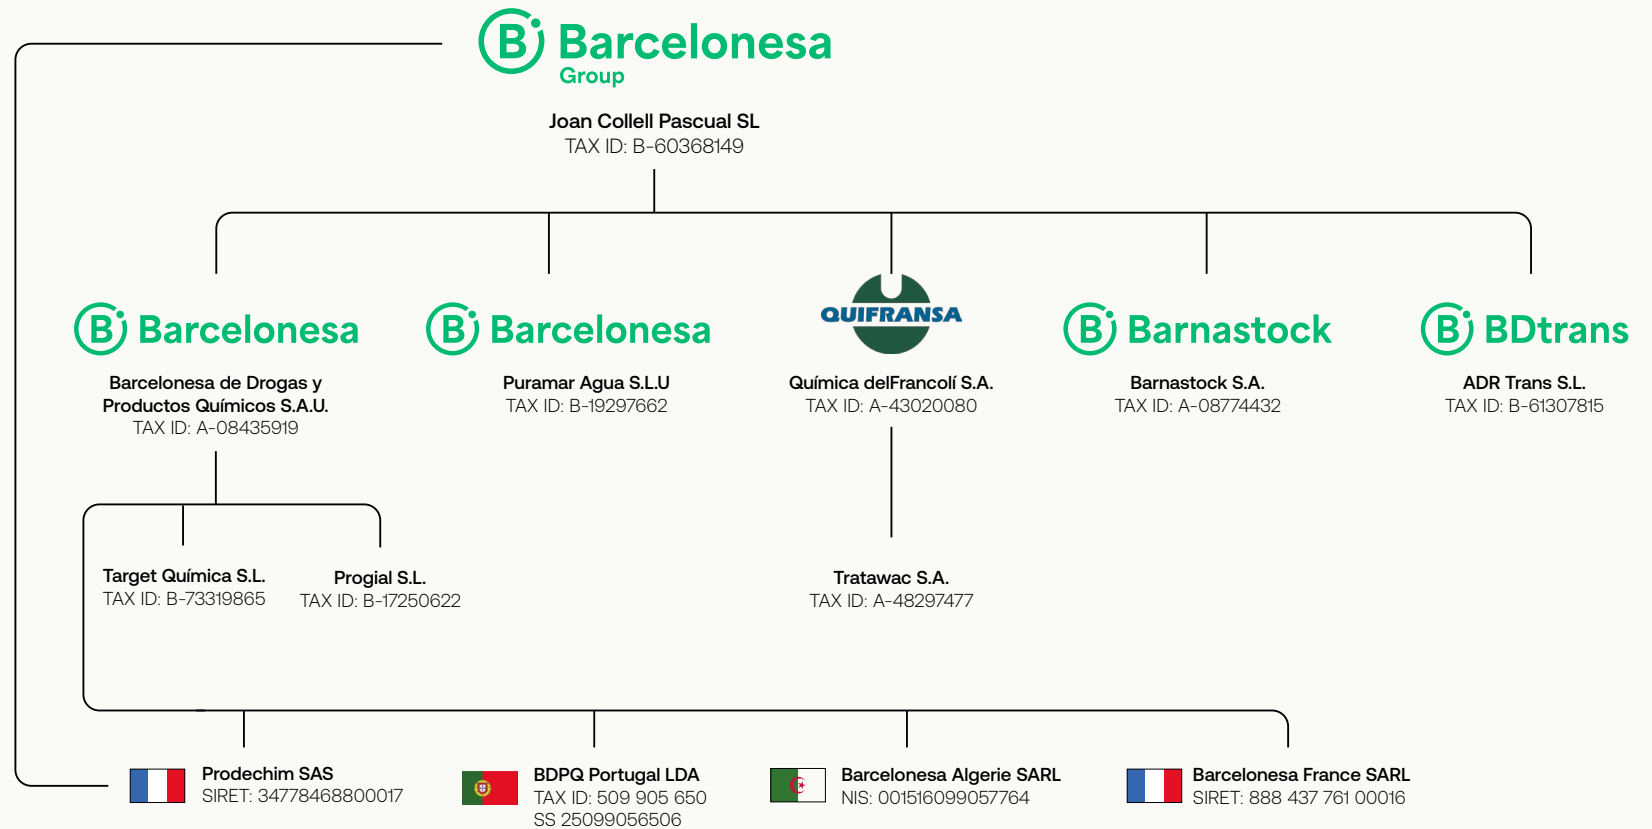 B Barcelonesa
Group
Joan Collell Pascual SL
TAX ID: B-60368149
B Barcelonesa
Barcelonesa de Drogas y
Productos Químicos S.A.U.
TAX ID: A-08435919
B Barcelonesa
Puramar Agua S.L.U
TAX ID: B-19297662
QUIFRANSA
Química delFrancolí S.A.
TAX ID: A-43020080
B Barnastock
Barnastock S.A.
TAX ID: A-08774432
B BDtrans
ADR Trans S.L.
TAX ID: B-61307815
Target Química S.L.
TAX ID: B-73319865
Progial S.L.
TAX ID: B-17250622
Tratawac S.A.
TAX ID: A-48297477
Prodechim SAS
SIRET: 34778468800017
BDPQ Portugal LDA
TAX ID: 509 905 650
SS 25099056506
Barcelonesa Algerie SARL
NIS: 001516099057764
Barcelonesa France SARL
SIRET: 888 437 761 00016